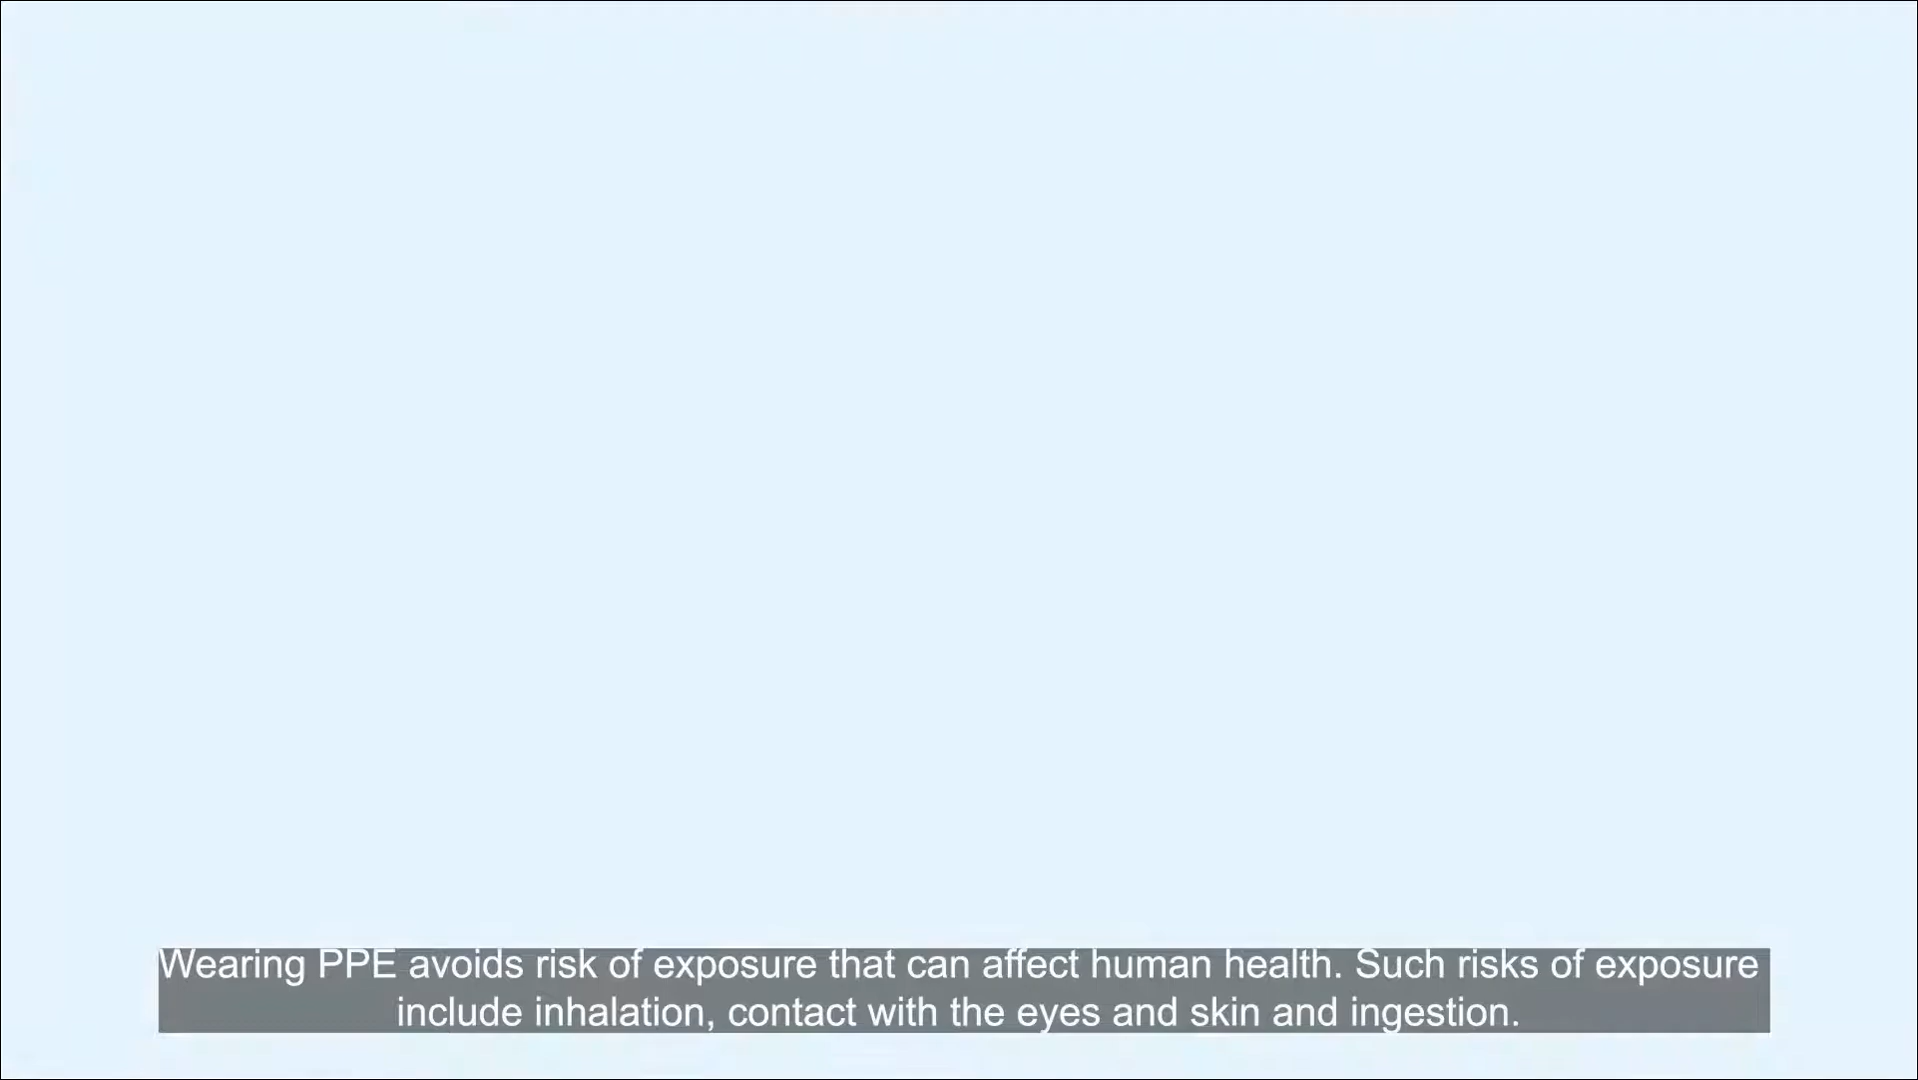 Wearing PPE avoids risk of exposure that can affect human health. Such risks of exposure
include inhalation, contact with the eyes and skin and ingestion.